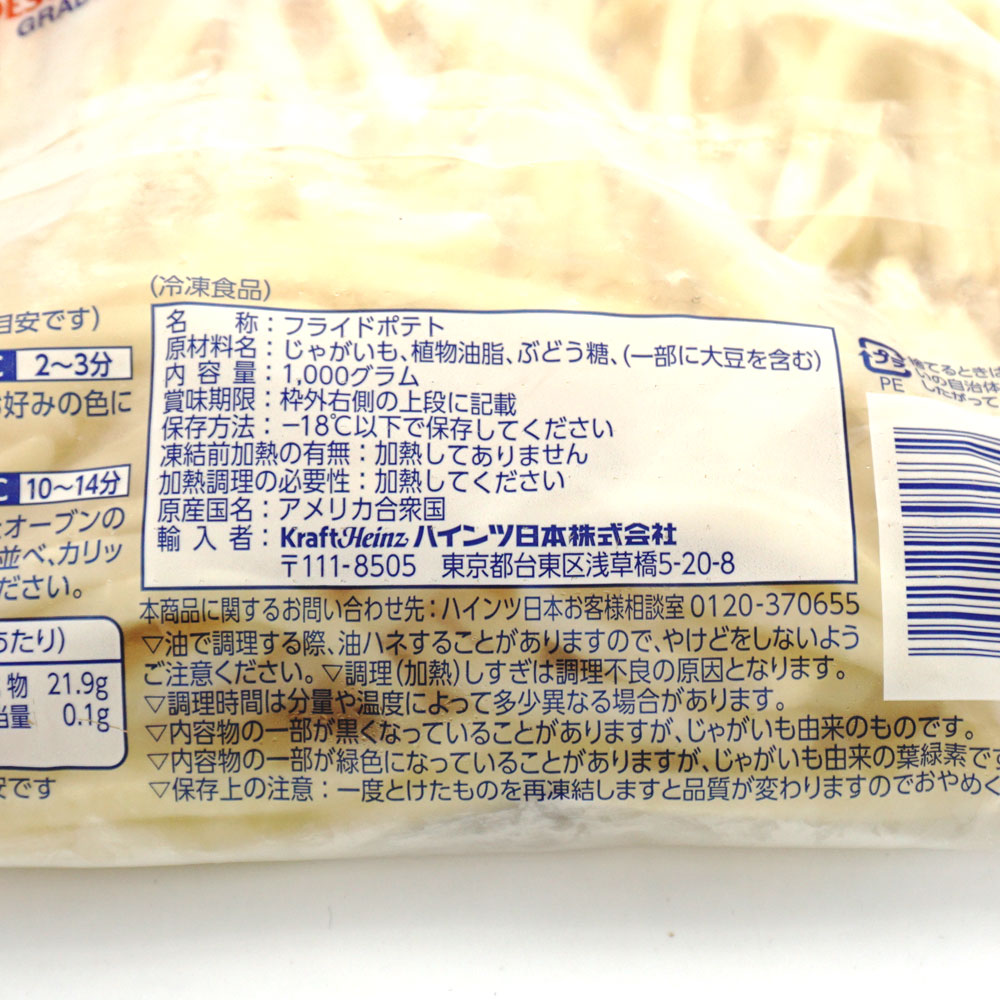 GRAD
(冷凍食品)
目安です)
C 2〜3分
好みの色に
C 10〜14分
オーブンの
並べ、カリッ
ださい。
たり)
物 21.9g
当量 0.1g
安です
名 称:フライドポテト
原材料名:じゃがいも、植物油脂、ぶどう糖、(一部に大豆を含む)
内容量:1,000グラム
賞味期限:枠外右側の上段に記載
保存方法:−18℃以下で保存してください
凍結前加熱の有無:加熱してありません
加熱調理の必要性:加熱してください
原産国名:アメリカ合衆国
輸入者:KraftHeinz ハインツ日本株式会社
〒111-8505 東京都台東区浅草橋5-20-8
本商品に関するお問い合わせ先:ハインツ日本お客様相談室 0120-370655
▽油で調理する際、油ハネすることがありますので、やけどをしないよう
ご注意ください。▽調理(加熱)しすぎは調理不良の原因となります。
▽調理時間は分量や温度によって多少異なる場合があります。
▽内容物の一部が黒くなっていることがありますが、じゃがいも由来のものです。
▽内容物の一部が緑色になっていることがありますが、じゃがいも由来の葉緑素で
▽保存上の注意:一度とけたものを再凍結しますと品質が変わりますのでおやめく
プラ
PE
捨てるときは
いの自治体
したがって